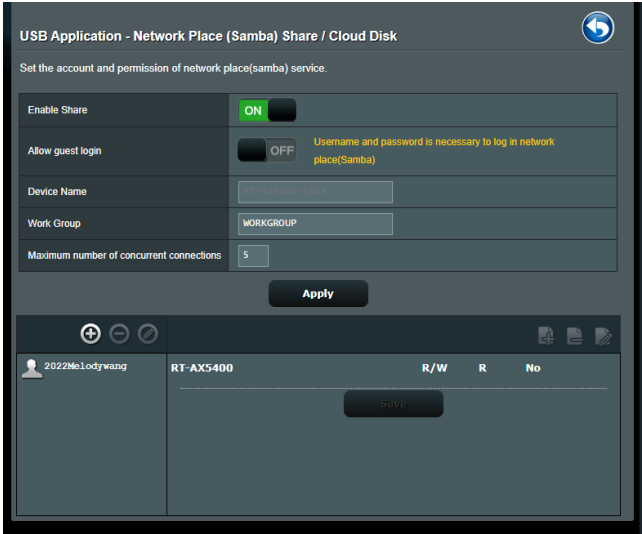 USB Application - Network Place (Samba) Share / Cloud Disk
Set the account and permission of network place(samba) service.
Enable Share
ON
Allow guest login
OFF
Username and password is necessary to log in network
place(Samba)
Device Name
Work Group
WORKGROUP
Maximum number of concurrent connections
5
Apply
2022Melodywang
RT-AX5400 R/W R No
Save